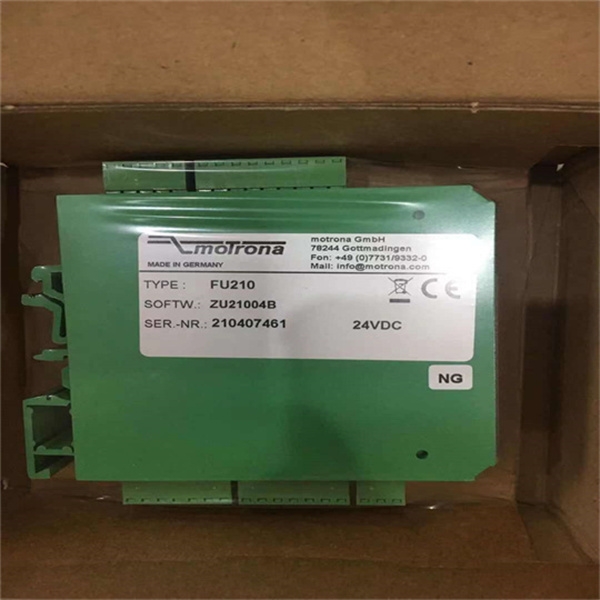 motrona
MADE IN GERMANY
motrona GmbH
78244 Gottmadingen
Fon: +49 (0)7731/9332-0
Mail: info@motrona.com
TYPE : FU210
SOFTW.: ZU21004B
SER.-NR.: 210407461 24VDC
CE
NG